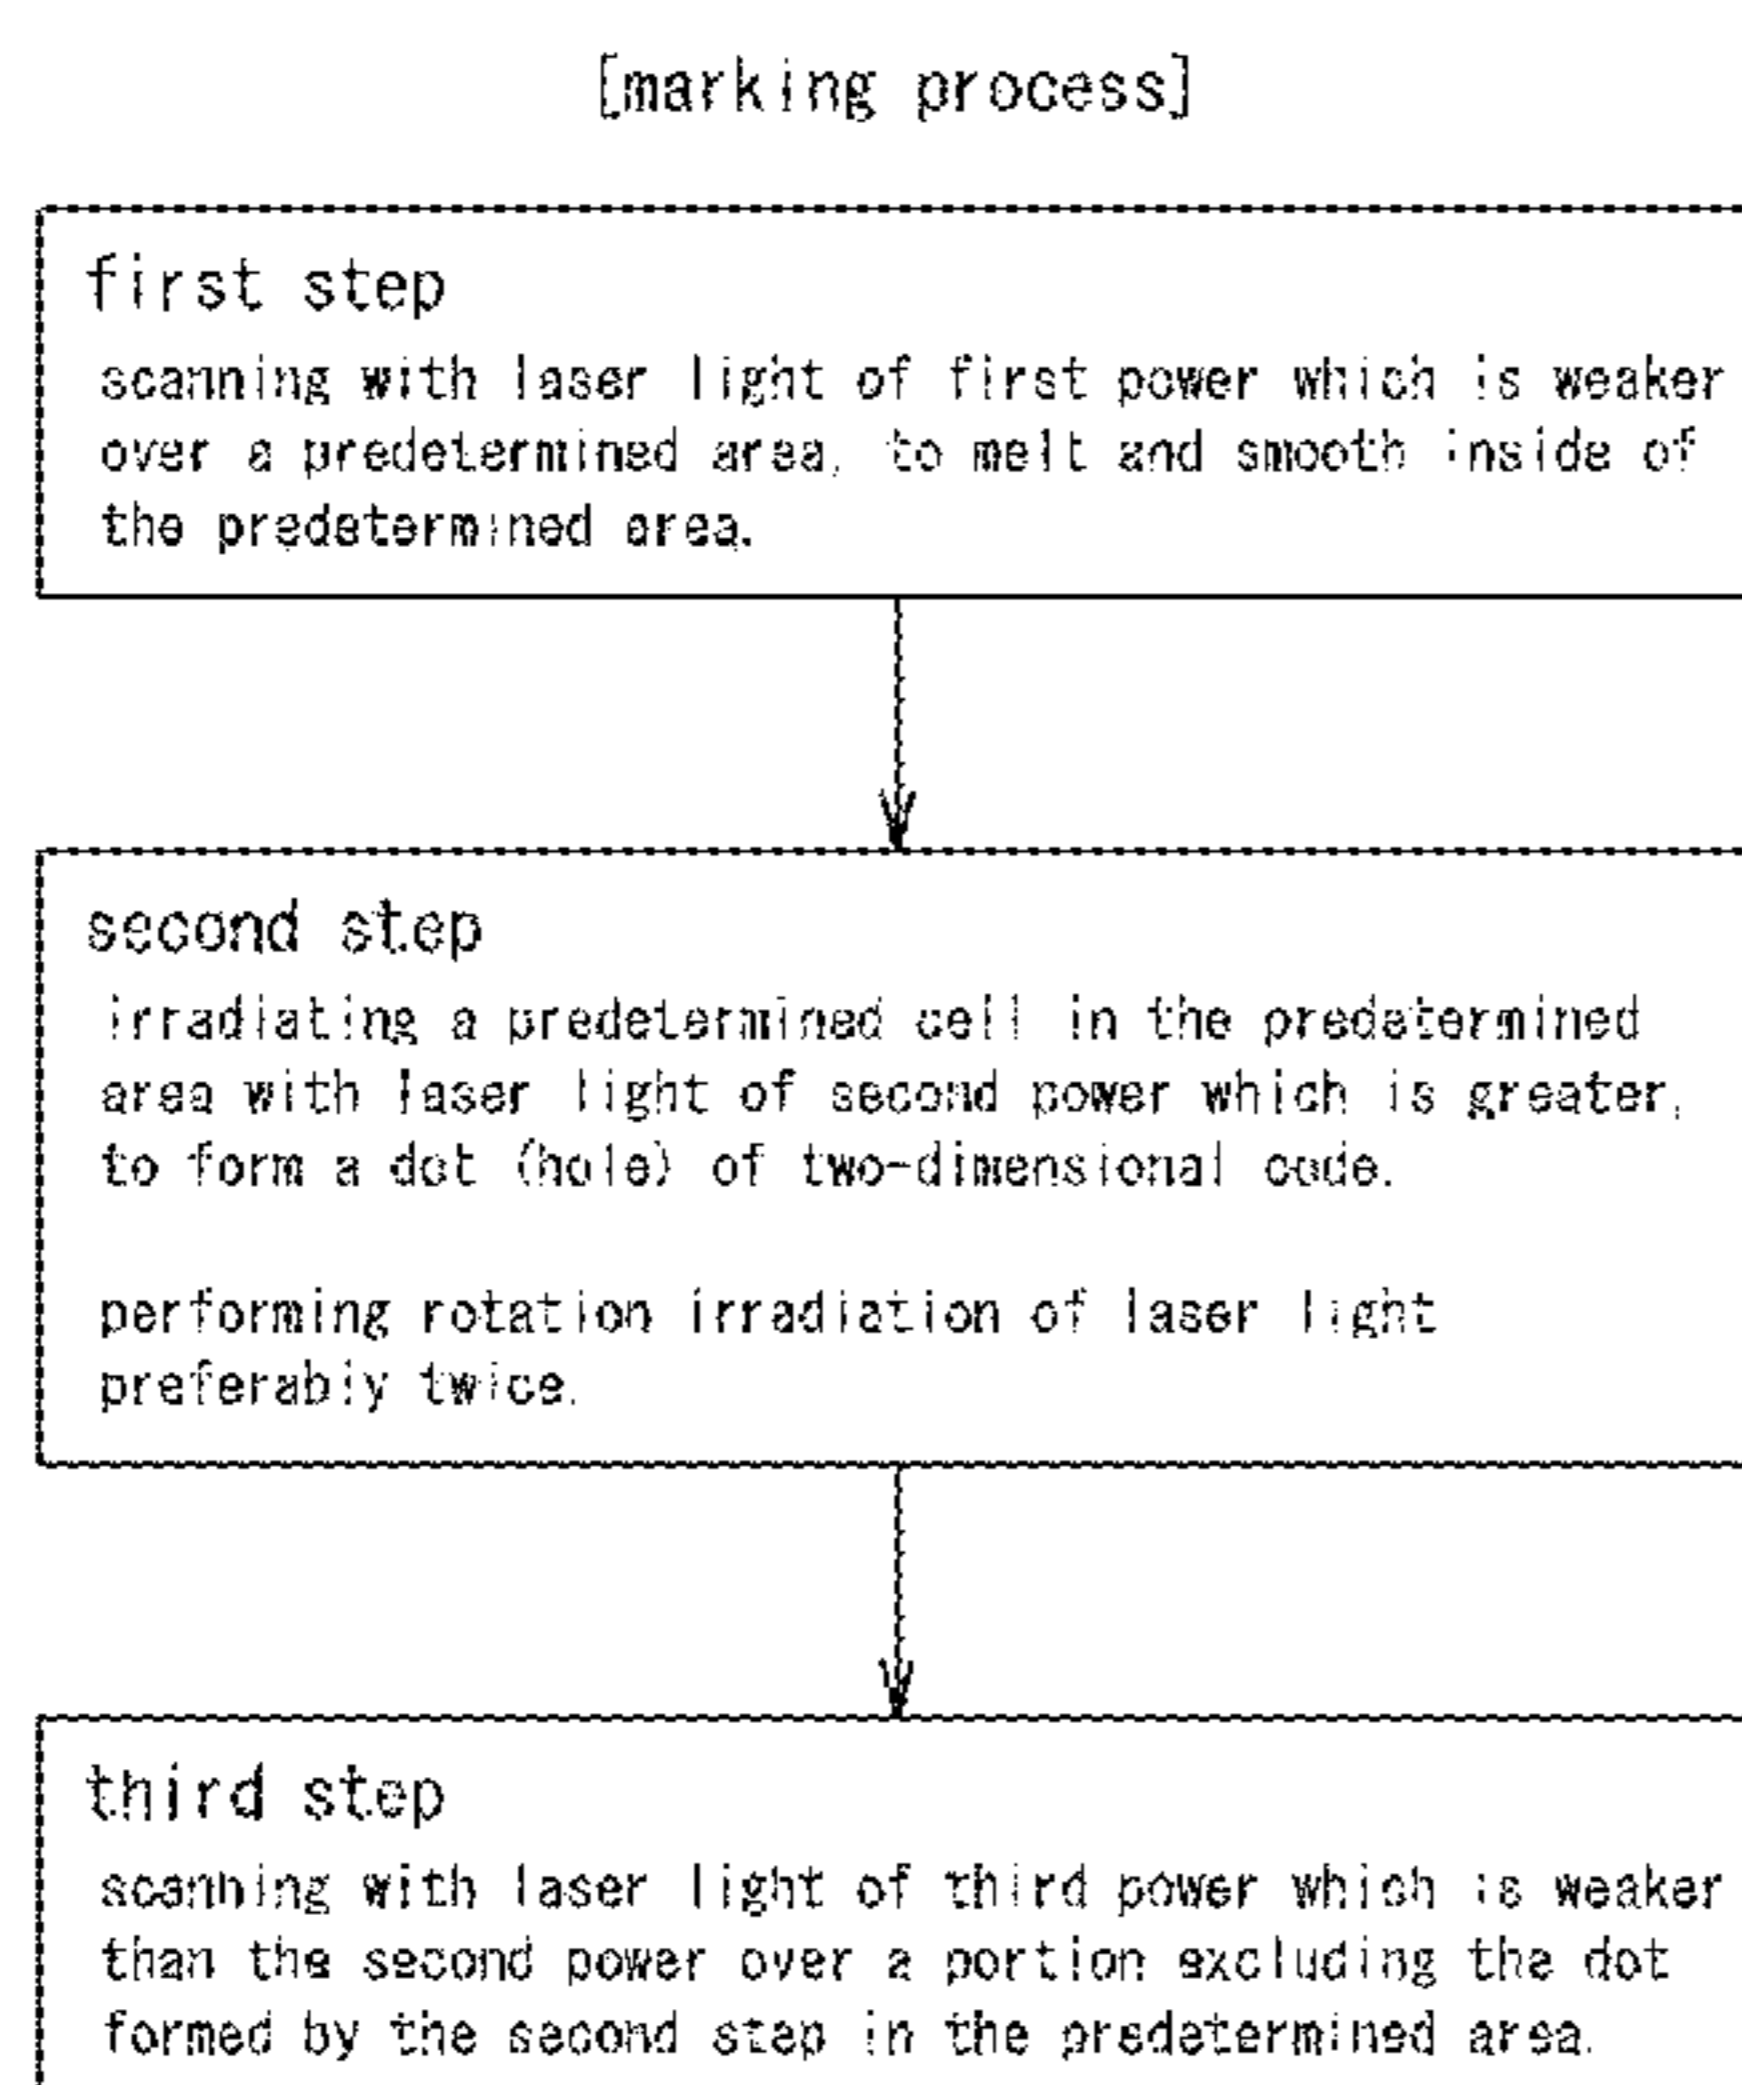 [marking process]
first step
scanning with laser light of first power which is weaker
over a predetermined area, to melt and smooth inside of
the predetermined area.
second step
irradiating a predetermined cell in the predetermined
area with laser light of second power which is greater,
to form a dot (hole) of two-dimensional code.
performing rotation irradiation of laser light
preferably twice.
third step
scanning with laser light of third power which is weaker
than the second power over a portion excluding the dot
formed by the second step in the predetermined area.